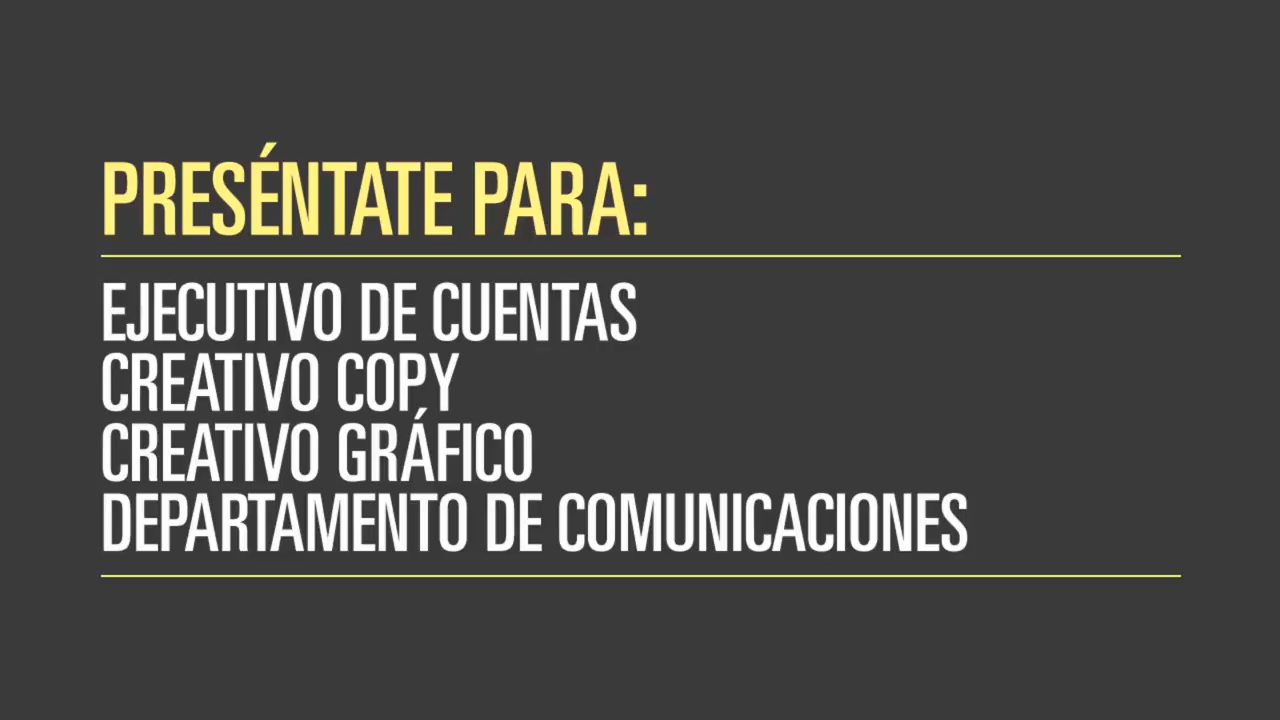 PRESÉNTATE PARA:
EJECUTIVO DE CUENTAS
CREATIVO COPY
CREATIVO GRÁFICO
DEPARTAMENTO DE COMUNICACIONES